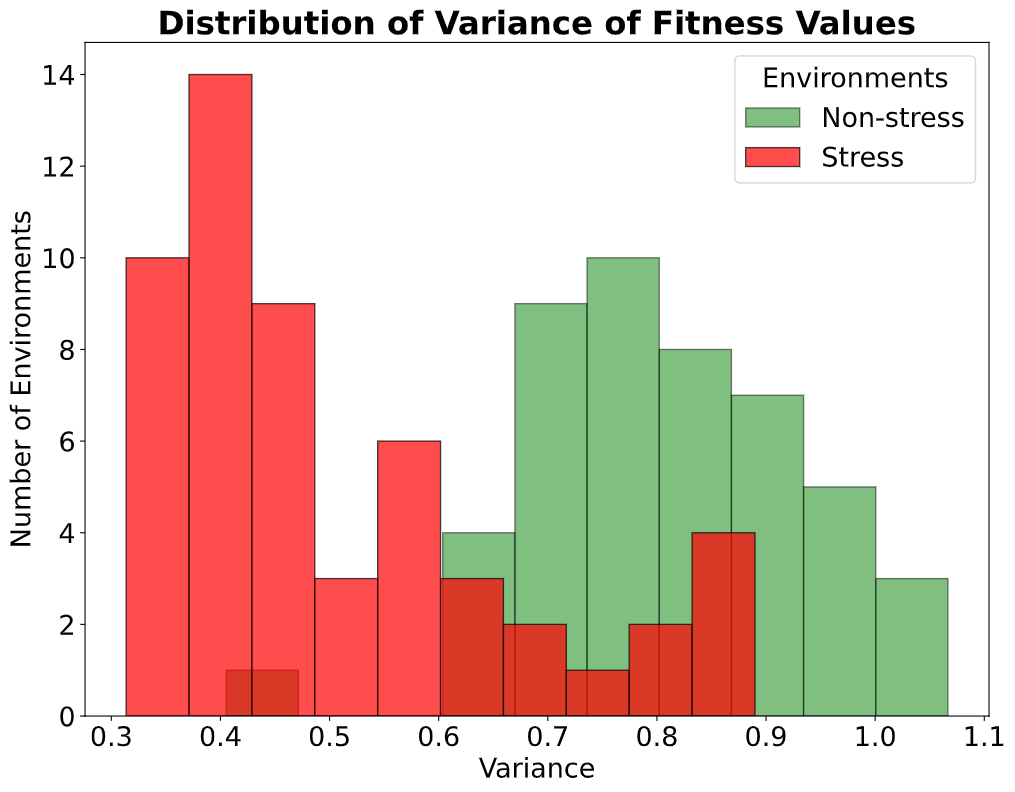 Distribution of Variance of Fitness Values
Number of Environments
14
12
10
8
6
4
2
0
Environments
Non-stress
Stress
0.3 0.4 0.5 0.6 0.7 0.8 0.9 1.0 1.1
Variance